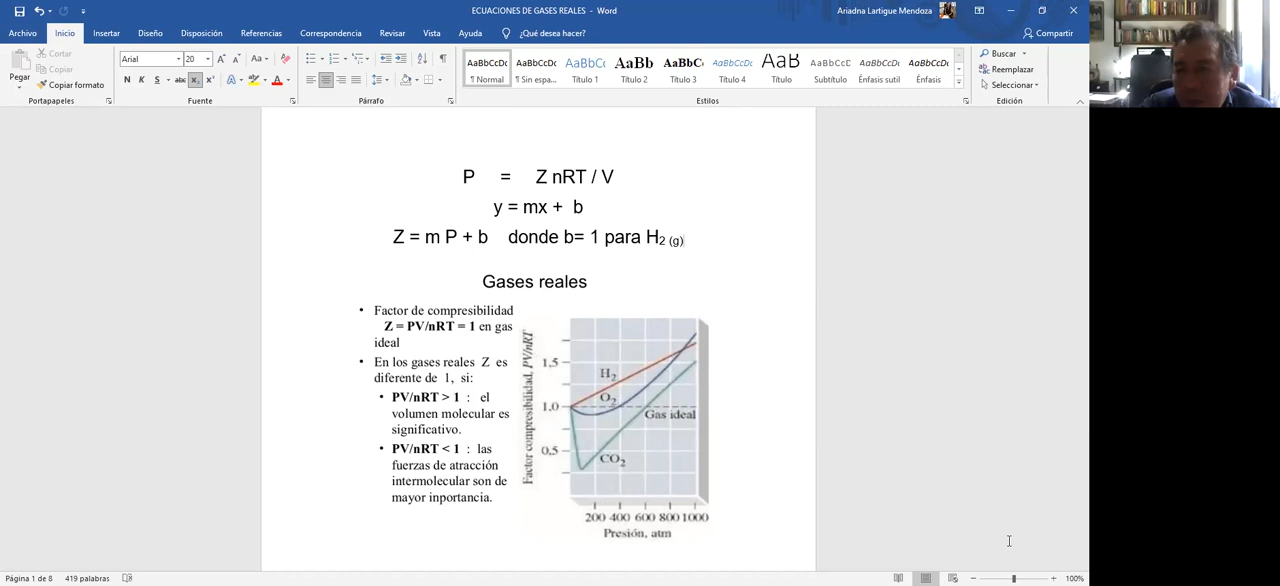 ECUACIONES DE GASES REALES - Word
Ariadna Lartigue Mendoza
Archivo Inicio Insertar Diseño Disposición Referencias Correspondencia Revisar Vista Ayuda ¿Qué desea hacer? Compartir
Pegar
Cortar
Copiar
Copiar formato
Portapapeles
Arial 20
N K S abc x₂ x²
Fuente
Párrafo
AaBbCcDc AaBbCcDc AaBbCc AaBb AaBbC AaBbCcDc AaB AaBbCcD AaBbCcDc AaBbCcDc
¶ Normal ¶ Sin espa... Título 1 Título 2 Título 3 Título 4 Título Subtítulo Énfasis sutil Énfasis
Estilos
Buscar
Reemplazar
Seleccionar
Edición
P = Z nRT / V
y = mx + b
Z = m P + b donde b= 1 para H₂ (g)
Gases reales
• Factor de compresibilidad
Z = PV/nRT = 1 en gas
ideal
• En los gases reales Z es
diferente de 1, si:
• PV/nRT > 1 : el
volumen molecular es
significativo.
• PV/nRT < 1 : las
fuerzas de atracción
intermolecular son de
mayor inportancia.
Factor compresibilidad, PV/nRT
1,5
1.0
0,5
H₂
O₂
Gas ideal
CO₂
200 400 600 800 1000
Presión, atm
Página 1 de 8 419 palabras
100%